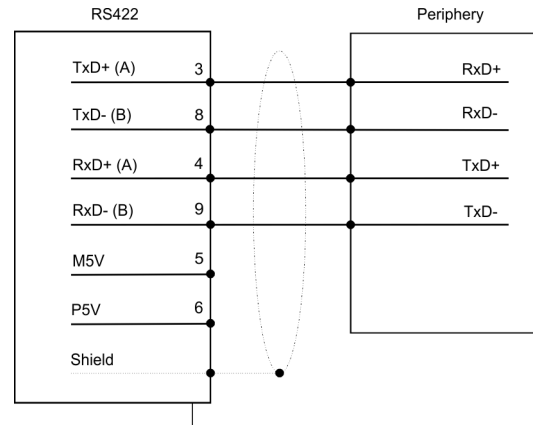 RS422 Periphery
TxD+ (A) 3 RxD+
TxD- (B) 8 RxD-
RxD+ (A) 4 TxD+
RxD- (B) 9 TxD-
M5V 5
P5V 6
Shield